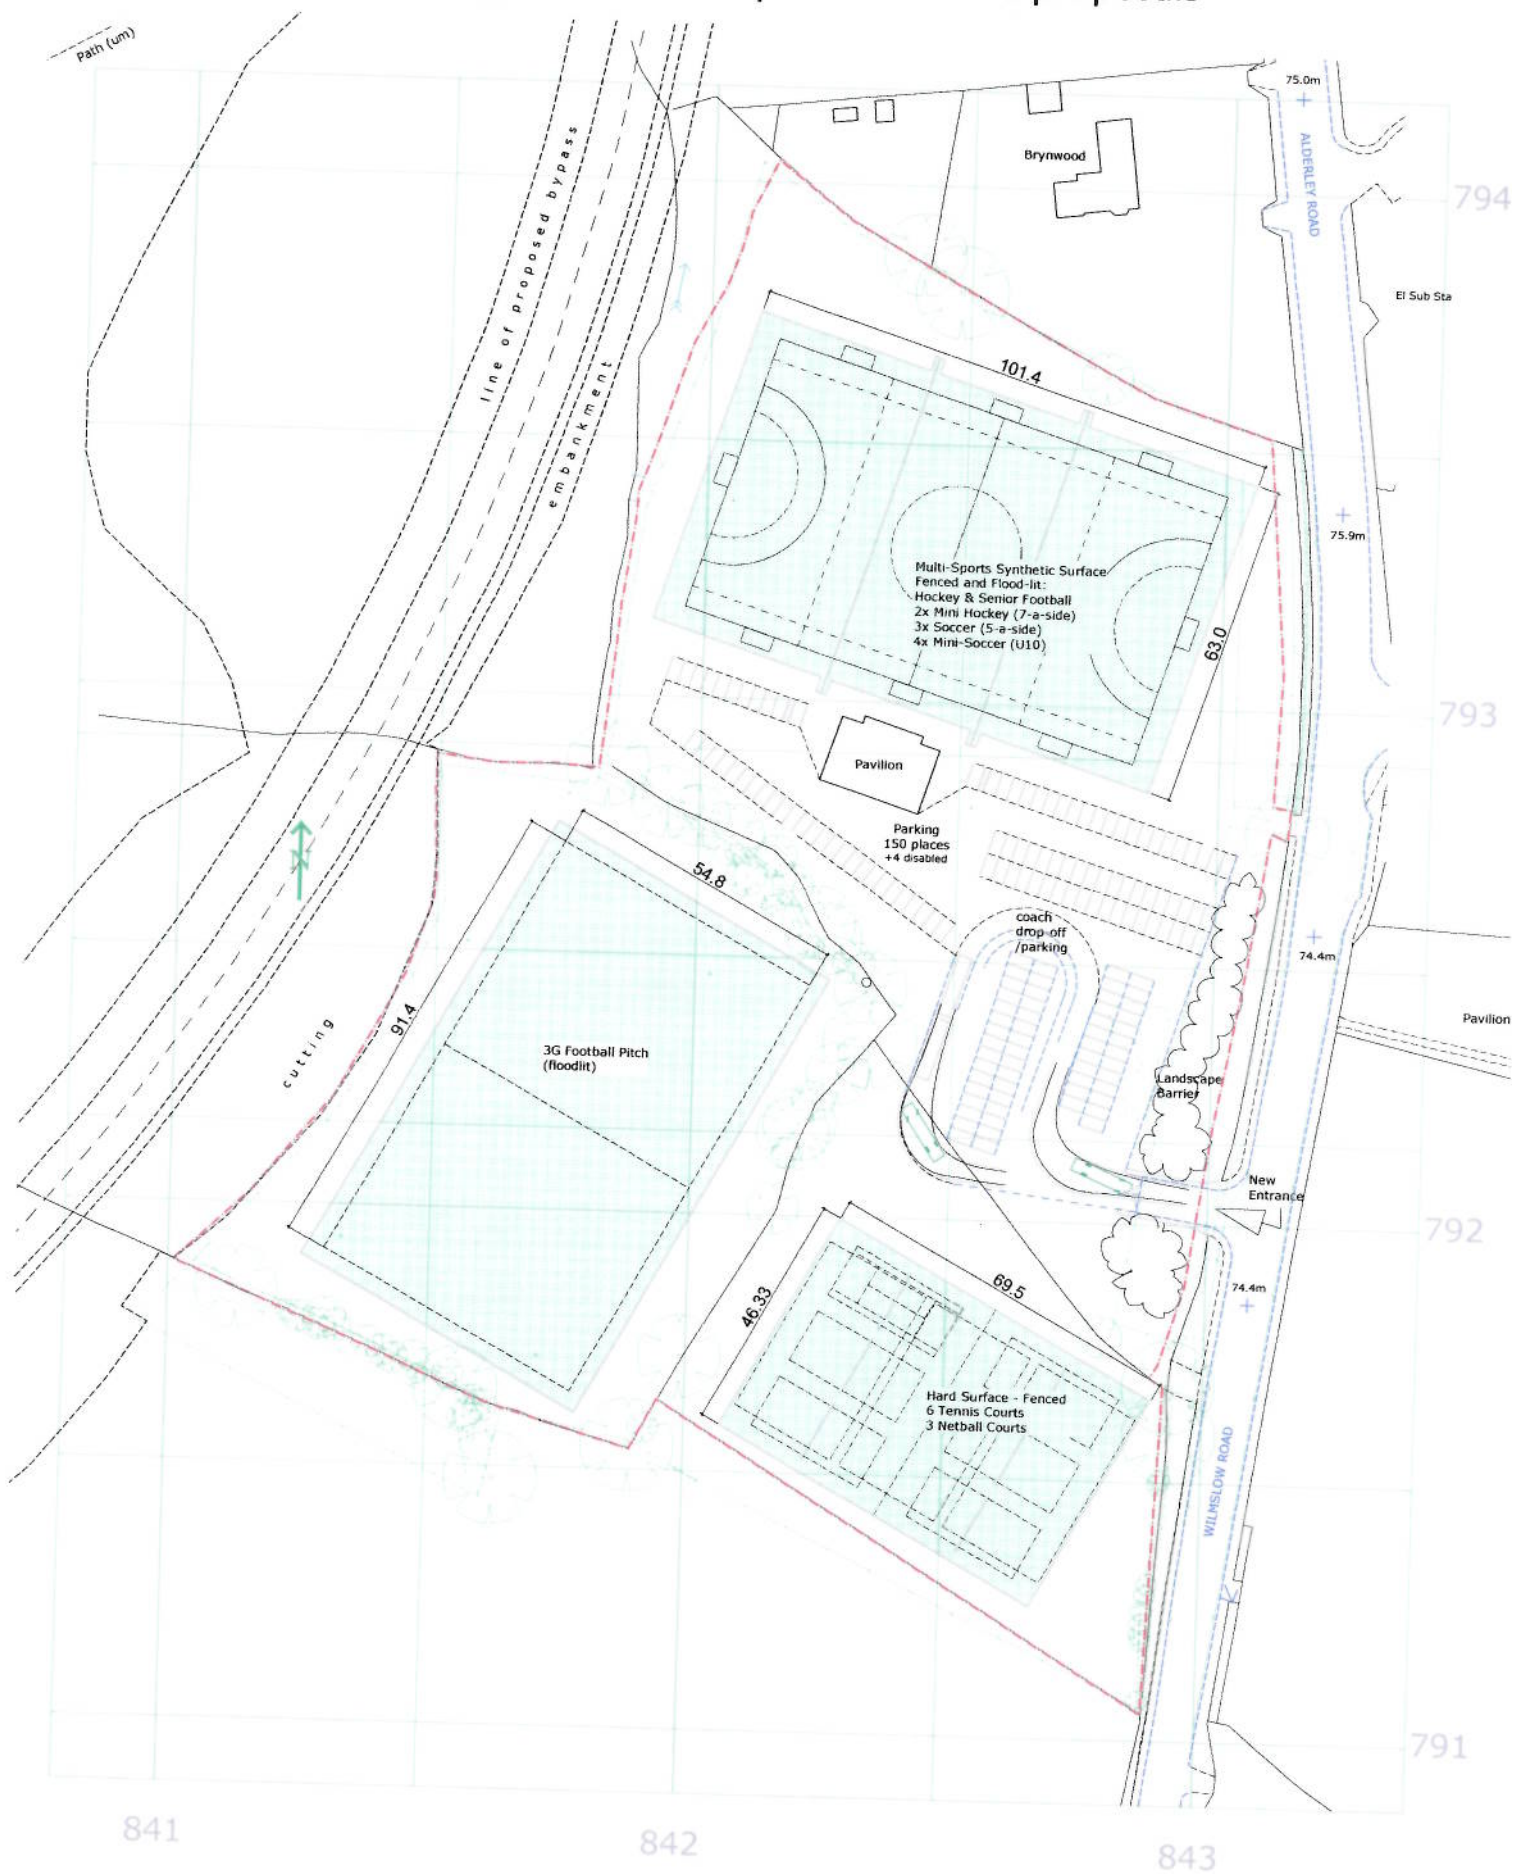 Path (um)
75.0m
line of proposed bypass
ALDERLEY ROAD
Brynwood
794
El Sub Sta
embankment
101.4
75.9m
Multi-Sports Synthetic Surface
Fenced and Flood-lit:
Hockey & Senior Football
2x Mini Hockey (7-a-side)
3x Soccer (5-a-side)
4x Mini-Soccer (U10)
63.0
793
Pavilion
Parking
150 places
+4 disabled
N
54.8
coach
drop off
/parking
74.4m
91.4
cutting
Pavilion
3G Football Pitch
(floodlit)
Landscape
Barrier
New
Entrance
792
74.4m
69.5
46.33
Hard Surface - Fenced
6 Tennis Courts
3 Netball Courts
WILMSLOW ROAD
791
841
842
843